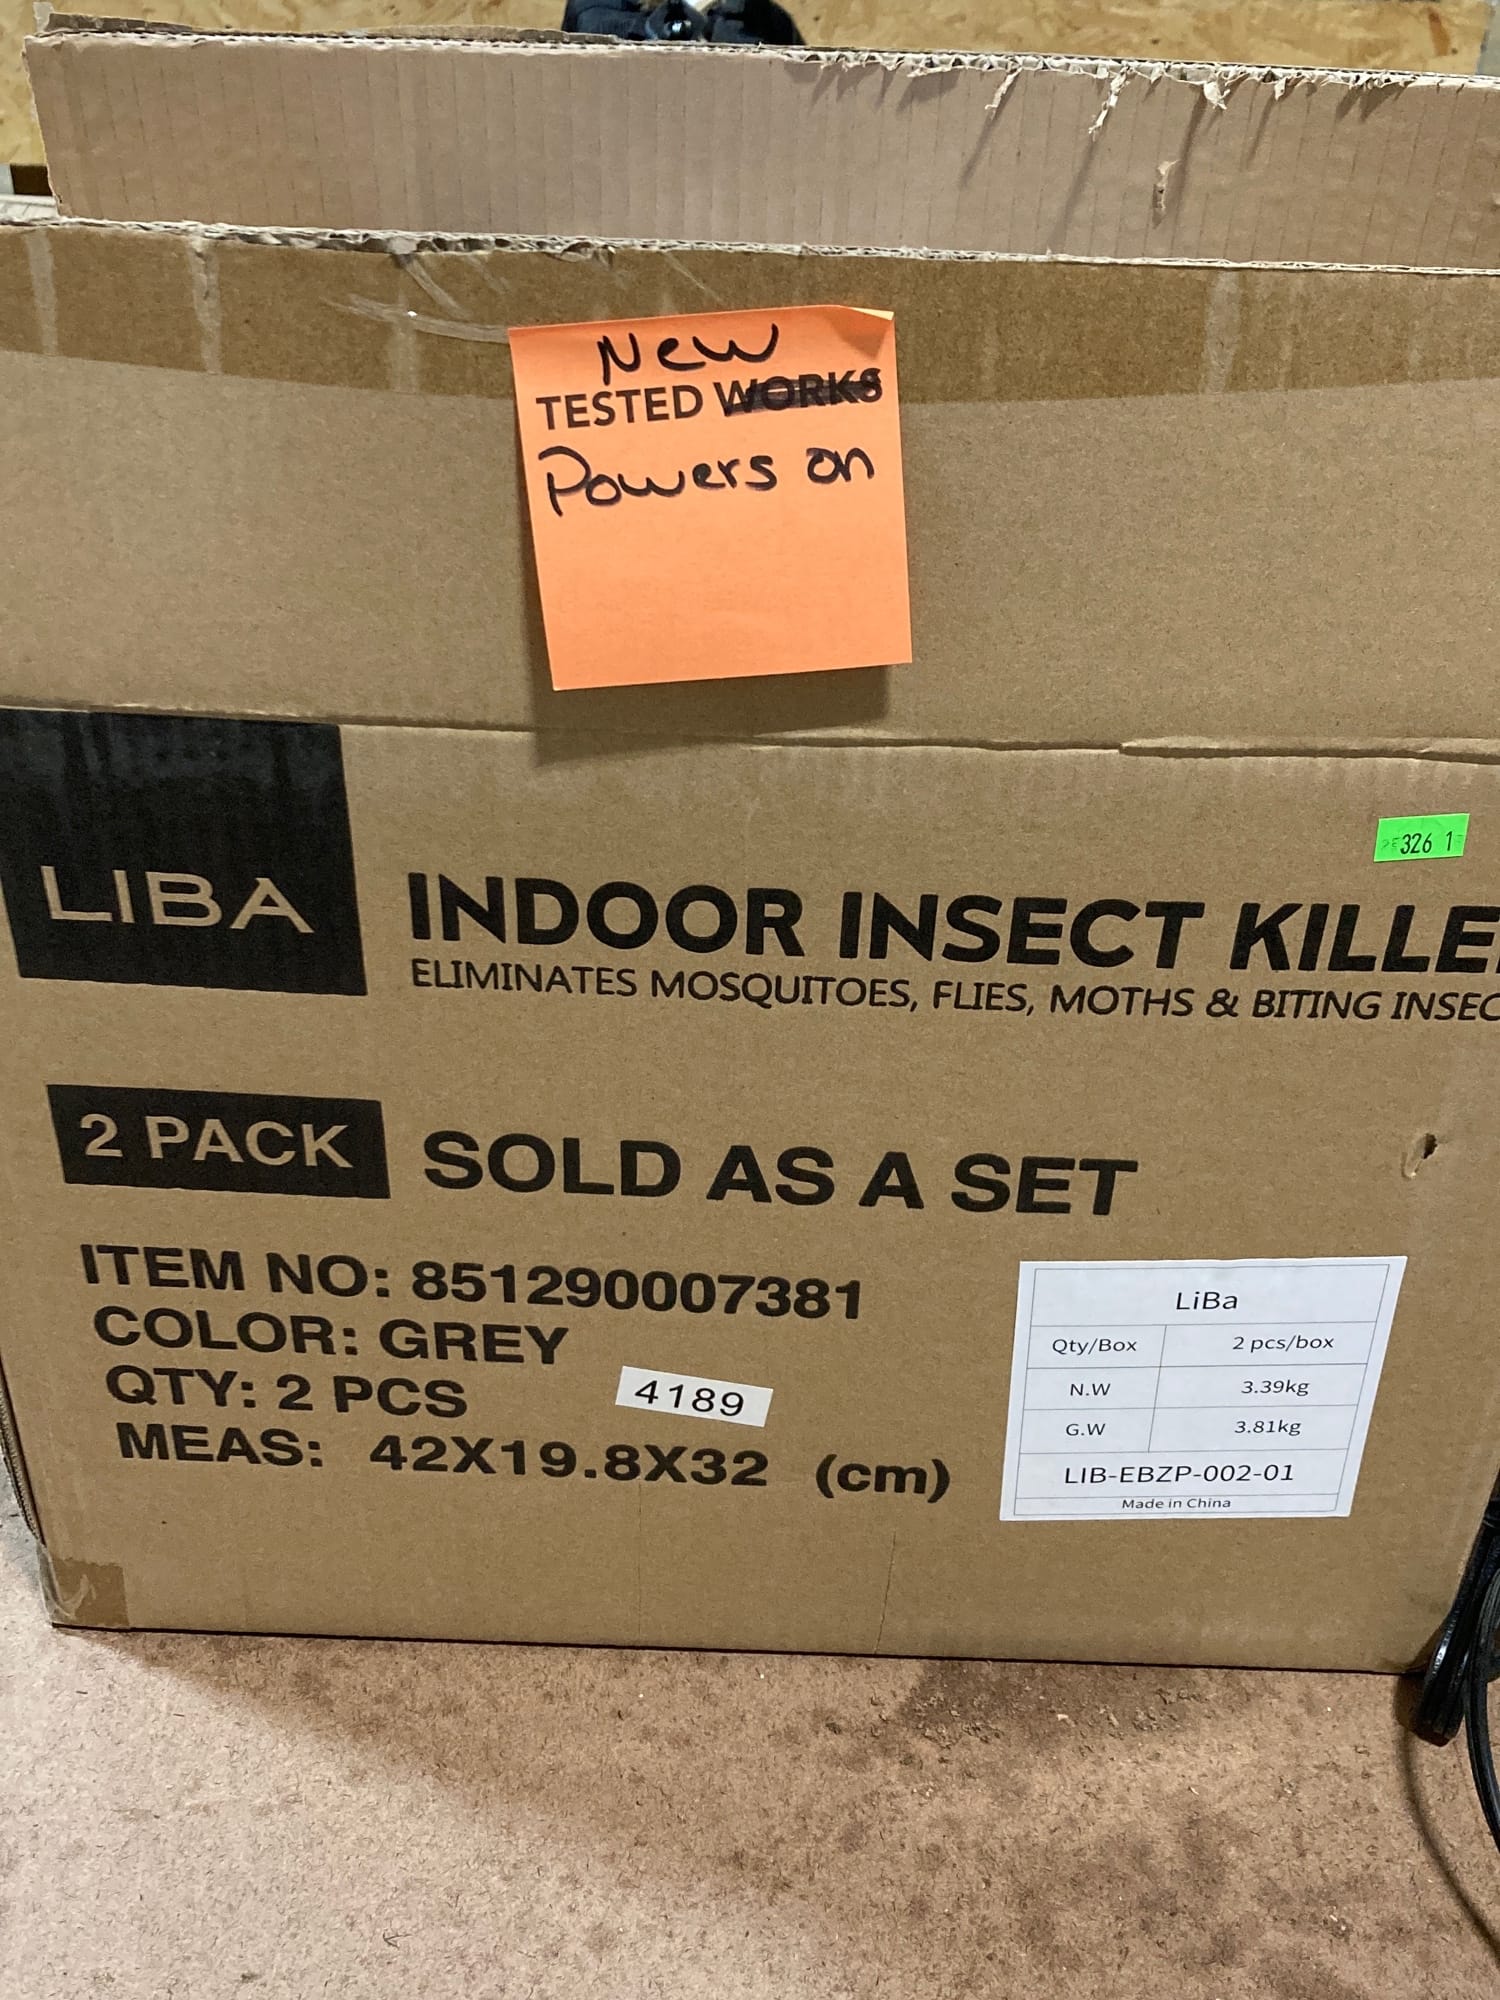 New
TESTED WORKS
Powers on
326 1
LIBA
INDOOR INSECT KILLE
ELIMINATES MOSQUITOES, FLIES, MOTHS & BITING INSEC
2 PACK SOLD AS A SET
ITEM NO: 851290007381
COLOR: GREY
QTY: 2 PCS
4189
MEAS: 42X19.8X32 (cm)
LiBa
Qty/Box 2 pcs/box
N.W 3.39kg
G.W 3.81kg
LIB-EBZP-002-01
Made in China